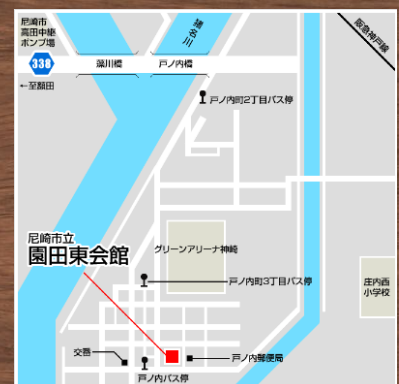 尼崎市
高田中継
ポンプ場
猪名川
阪急神戸線
338
藻川橋
戸ノ内橋
←至額田
戸ノ内町2丁目バス停
尼崎市立
園田東会館
グリーンアリーナ神崎
戸ノ内町3丁目バス停
庄内西
小学校
交番
戸ノ内郵便局
戸ノ内バス停